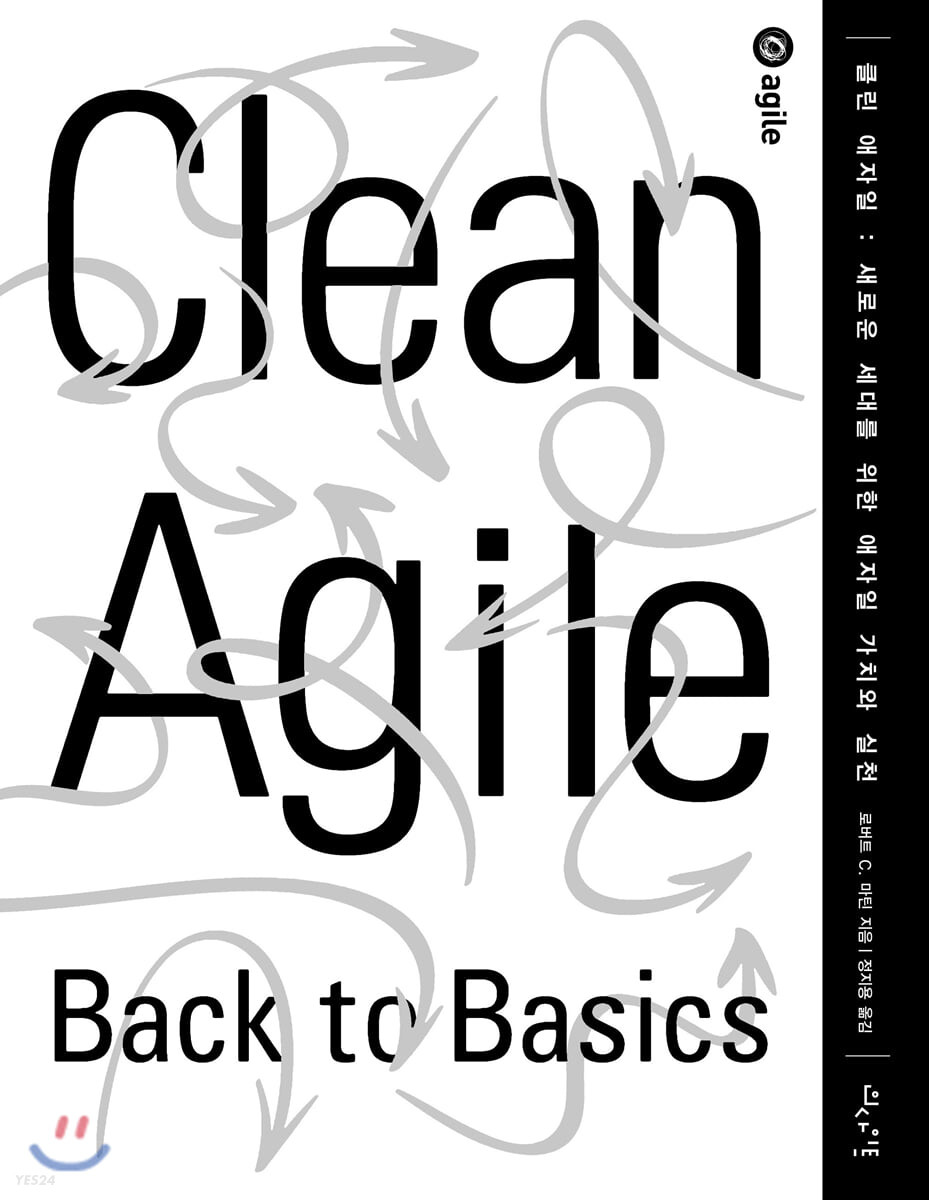 Clean
Agile
Back to Basics
agile
클린 애자일 : 새로운 세대를 위한 애자일 가치와 실천
로버트 C. 마틴 지음 | 정지용 옮김
인사이트
YES24